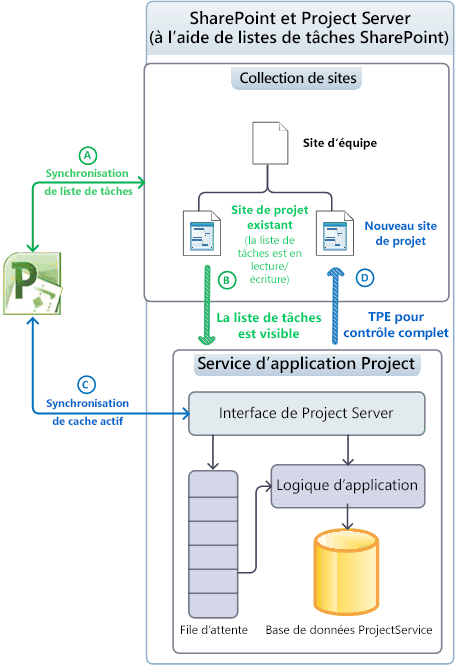 SharePoint et Project Server
(à l'aide de listes de tâches SharePoint)
Collection de sites
Site d'équipe
A
Synchronisation
de liste de tâches
Site de projet
existant
(la liste de
tâches est en
lecture/
écriture)
Nouveau site
de projet
B
D
P
La liste de tâches
est visible
TPE pour
contrôle complet
Service d'application Project
C
Synchronisation
de cache actif
Interface de Project Server
Logique d'application
File d'attente
Base de données ProjectService